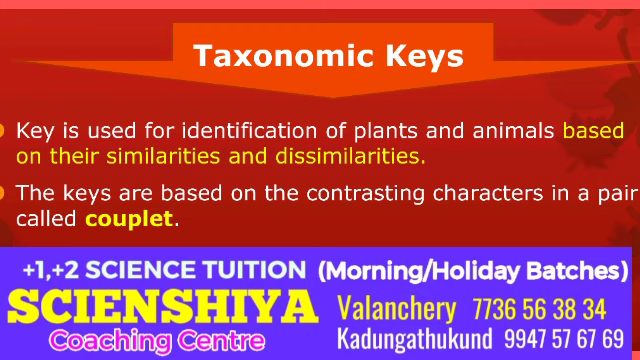 Taxonomic Keys
Key is used for identification of plants and animals based
on their similarities and dissimilarities.
The keys are based on the contrasting characters in a pair
called couplet.
+1,+2 SCIENCE TUITION (Morning/Holiday Batches)
SCIENSHIYA Valanchery 7736 56 38 34
Coaching Centre Kadungathukund 9947 57 67 69